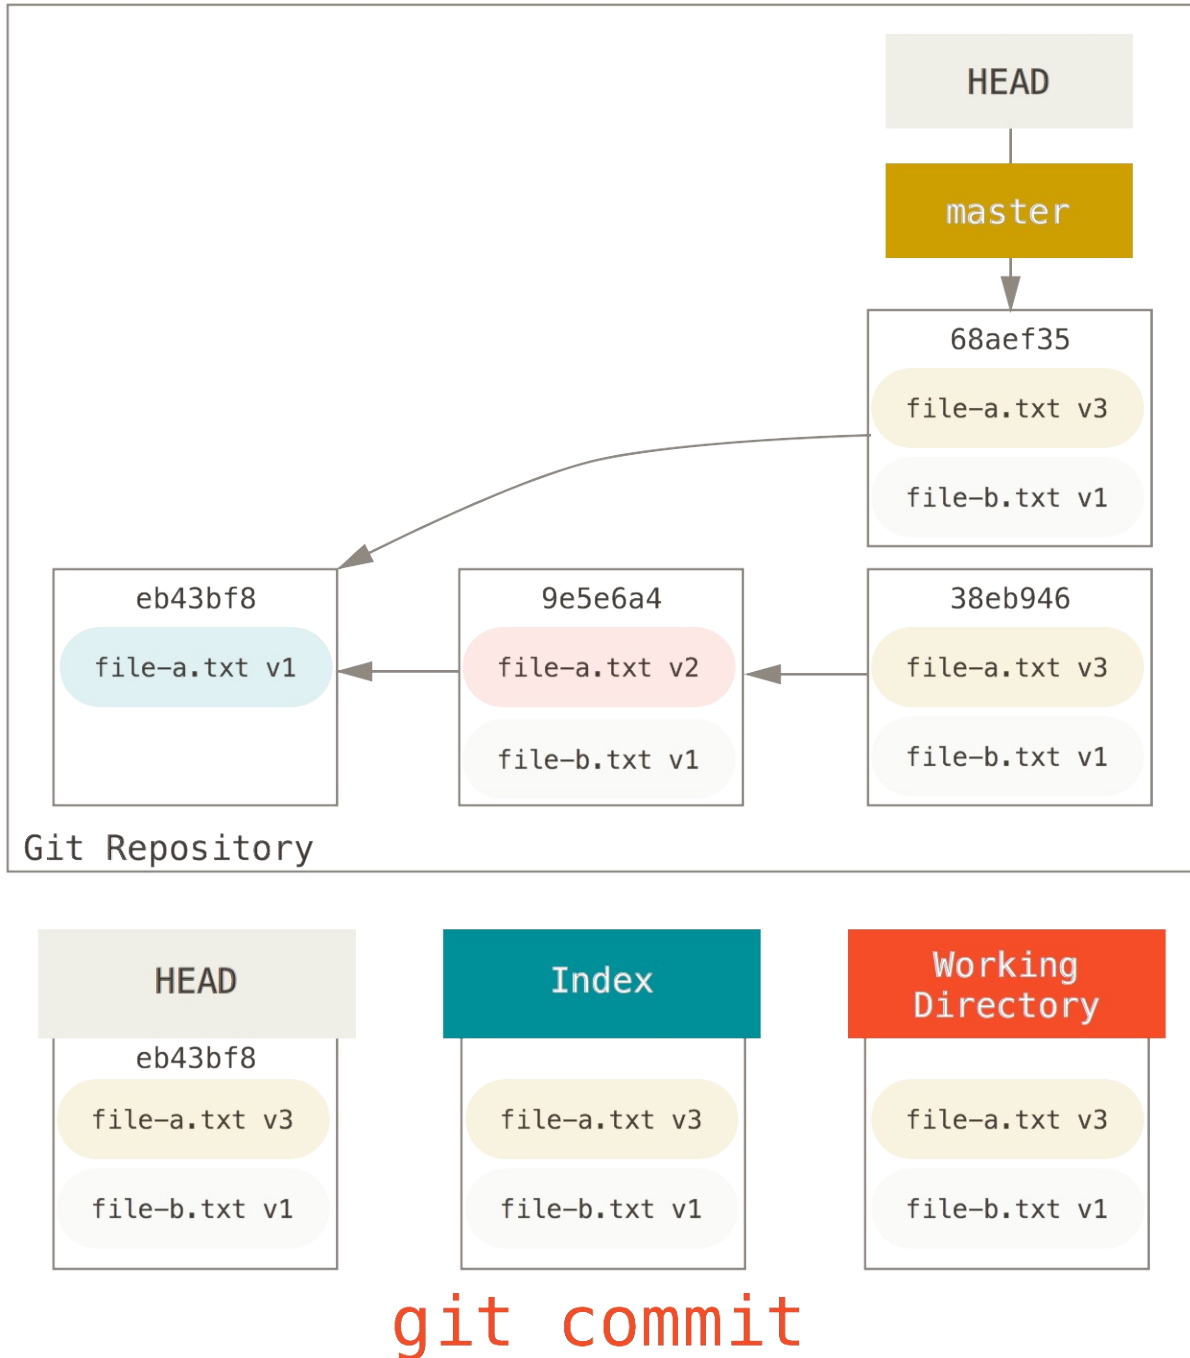 HEAD
master
68aef35
file-a.txt v3
file-b.txt v1
eb43bf8
file-a.txt v1
9e5e6a4
file-a.txt v2
file-b.txt v1
38eb946
file-a.txt v3
file-b.txt v1
Git Repository
HEAD
eb43bf8
file-a.txt v3
file-b.txt v1
Index
file-a.txt v3
file-b.txt v1
Working
Directory
file-a.txt v3
file-b.txt v1
git commit